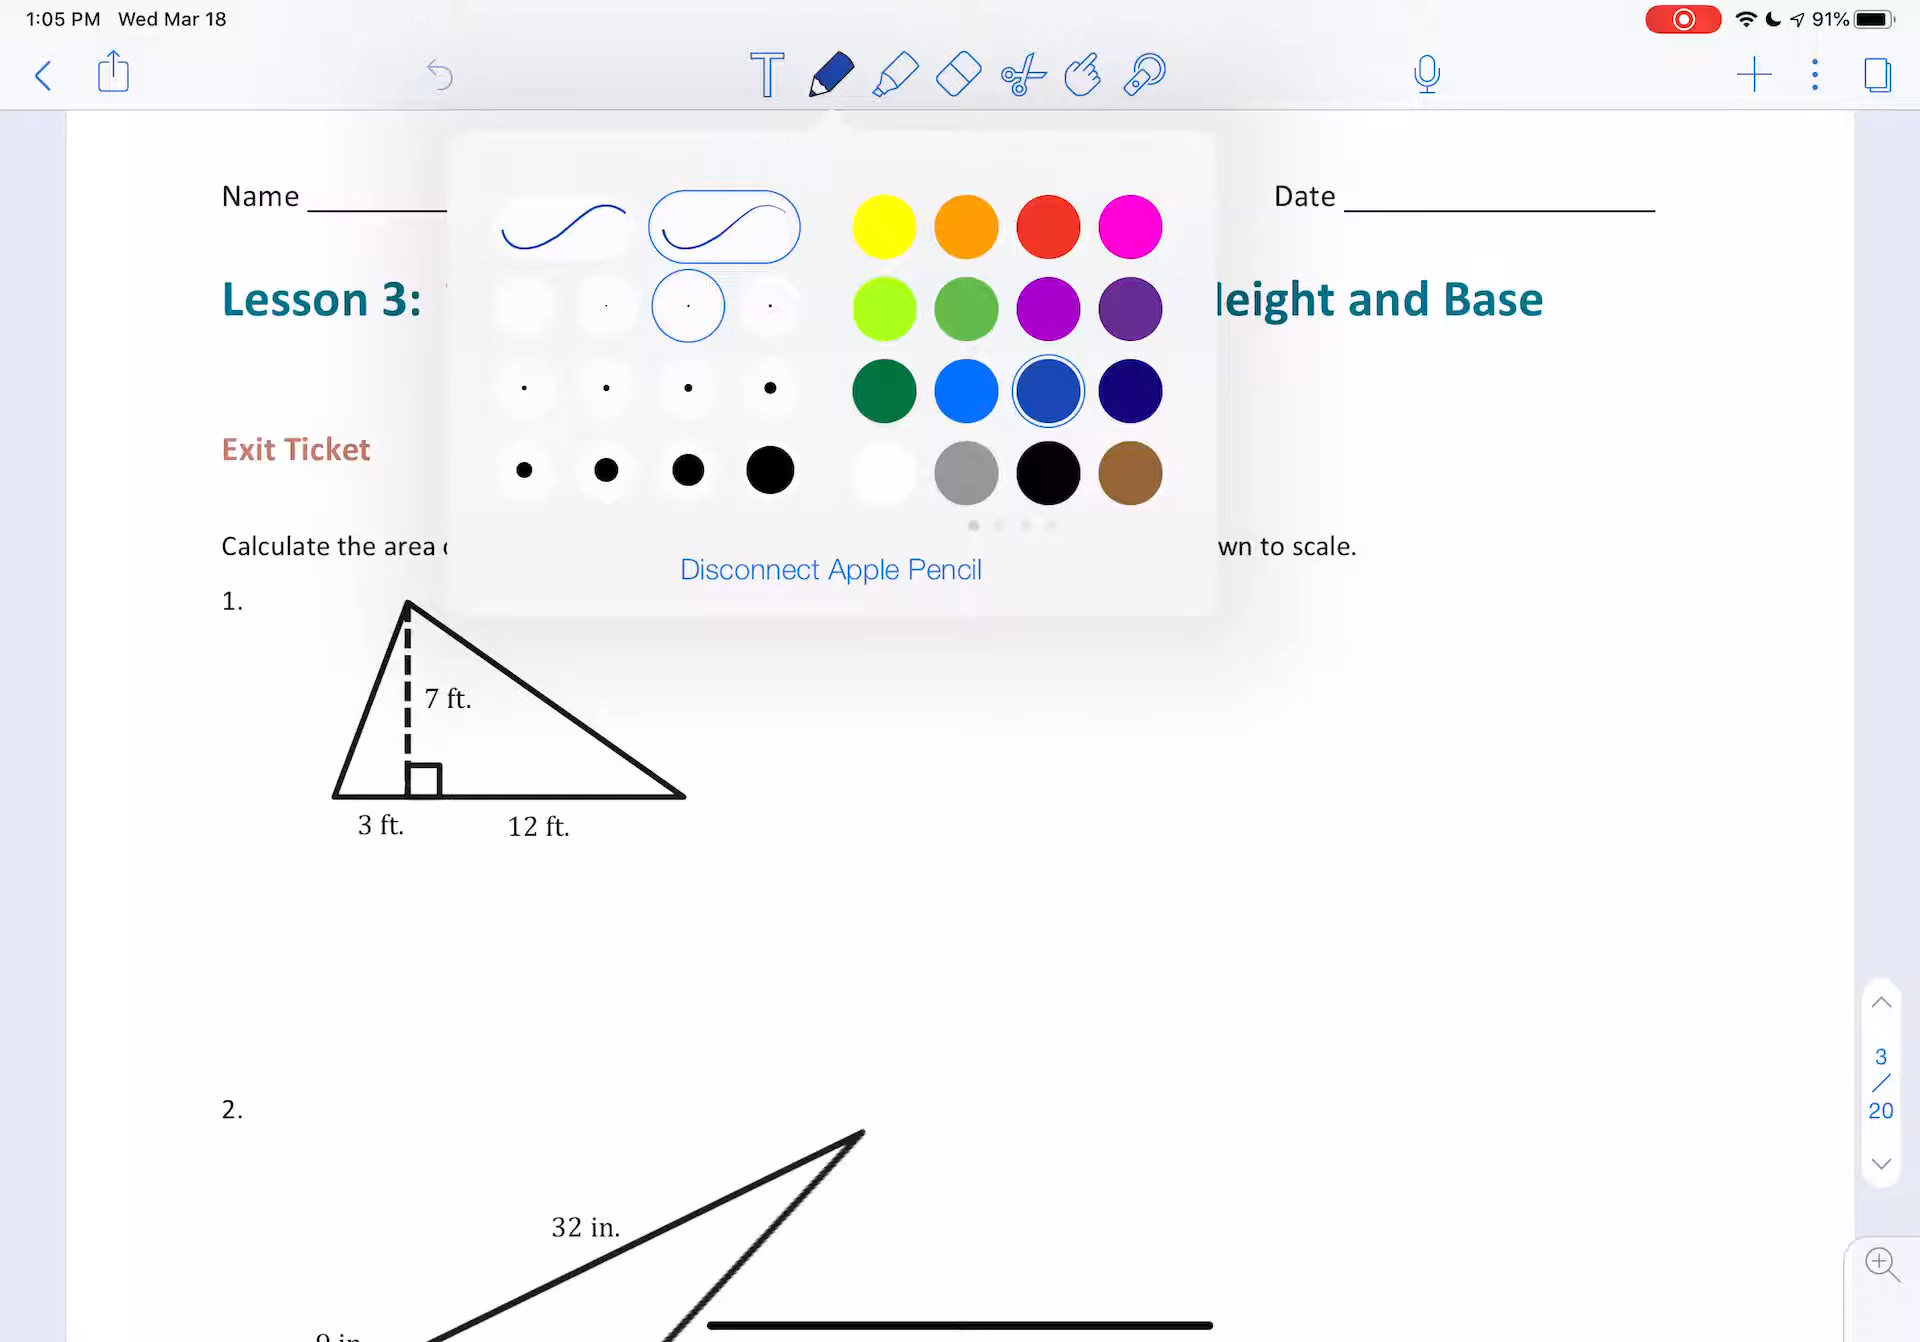 1:05 PM Wed Mar 18
91%
Name
Date
Lesson 3:
eight and Base
Exit Ticket
Calculate the area
wn to scale.
Disconnect Apple Pencil
1.
7 ft.
3 ft.
12 ft.
2.
32 in.
3
/
20